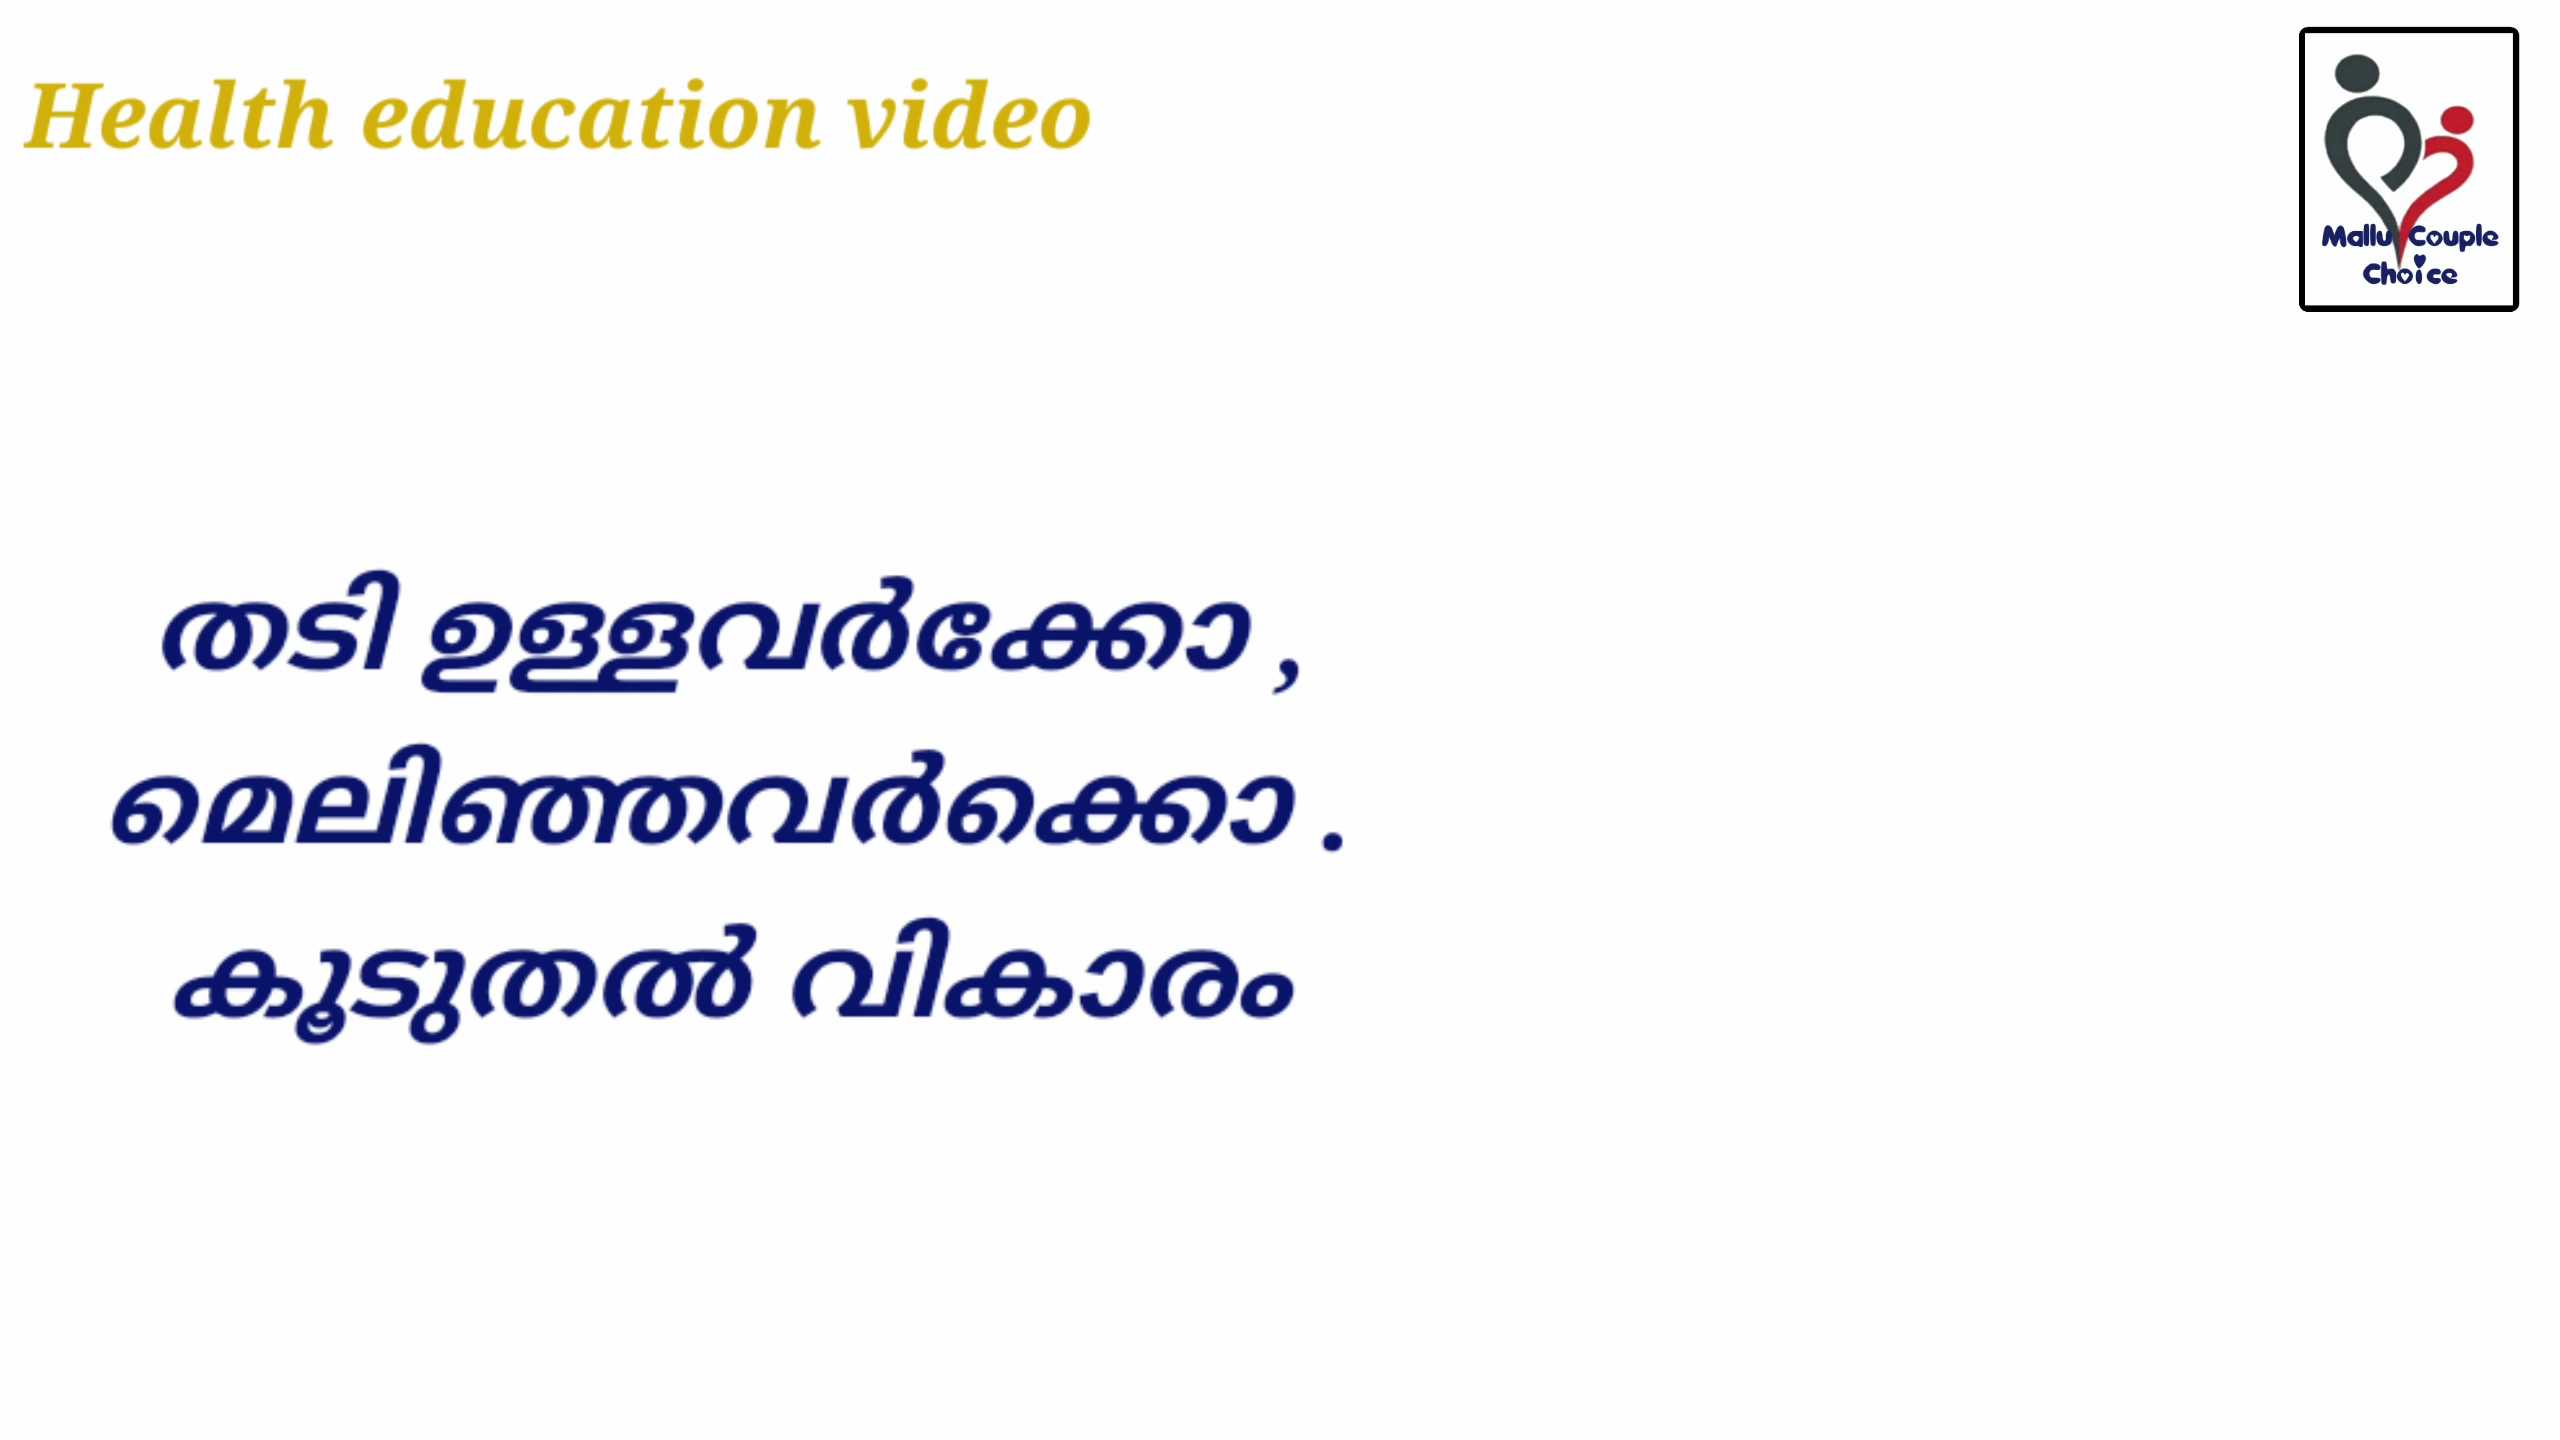 Health education video
Mallu Couple
Choice
തടി ഉള്ളവർക്കോ ,
മെലിഞ്ഞവർക്കൊ .
കൂടുതൽ വികാരം